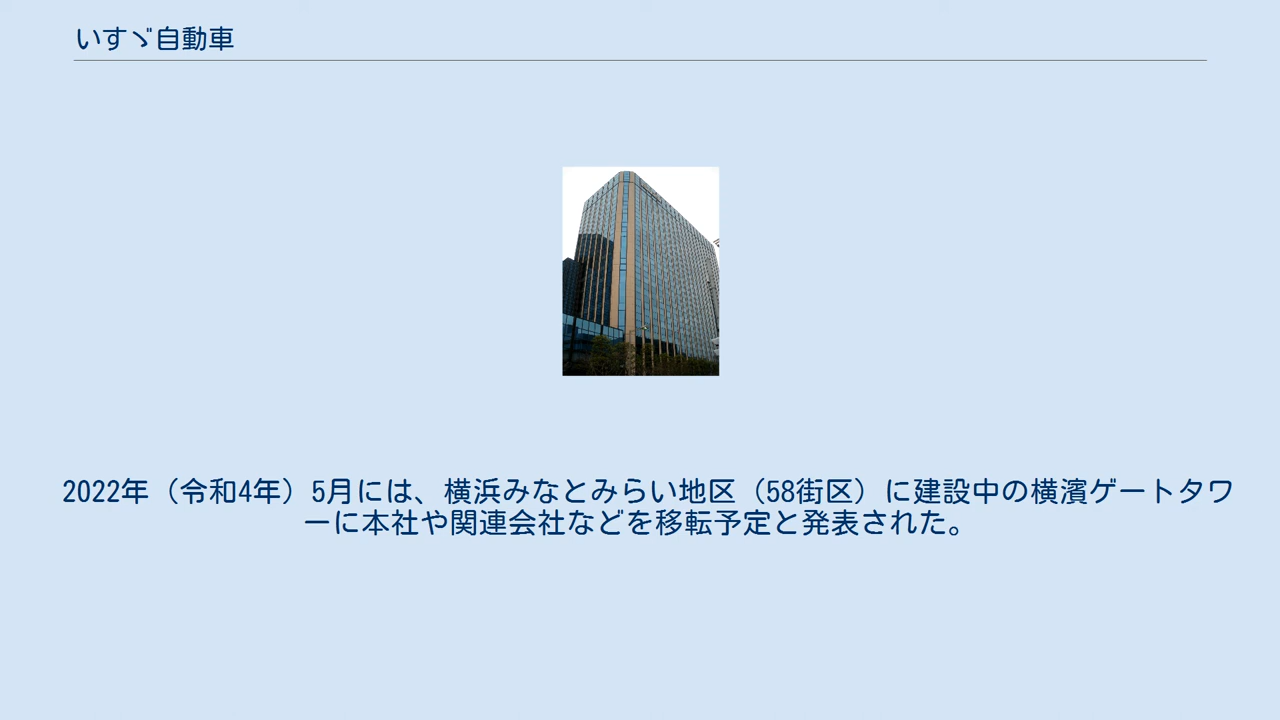 いすゞ自動車
2022年（令和4年）5月には、横浜みなとみらい地区（58街区）に建設中の横濱ゲートタワ
ーに本社や関連会社などを移転予定と発表された。